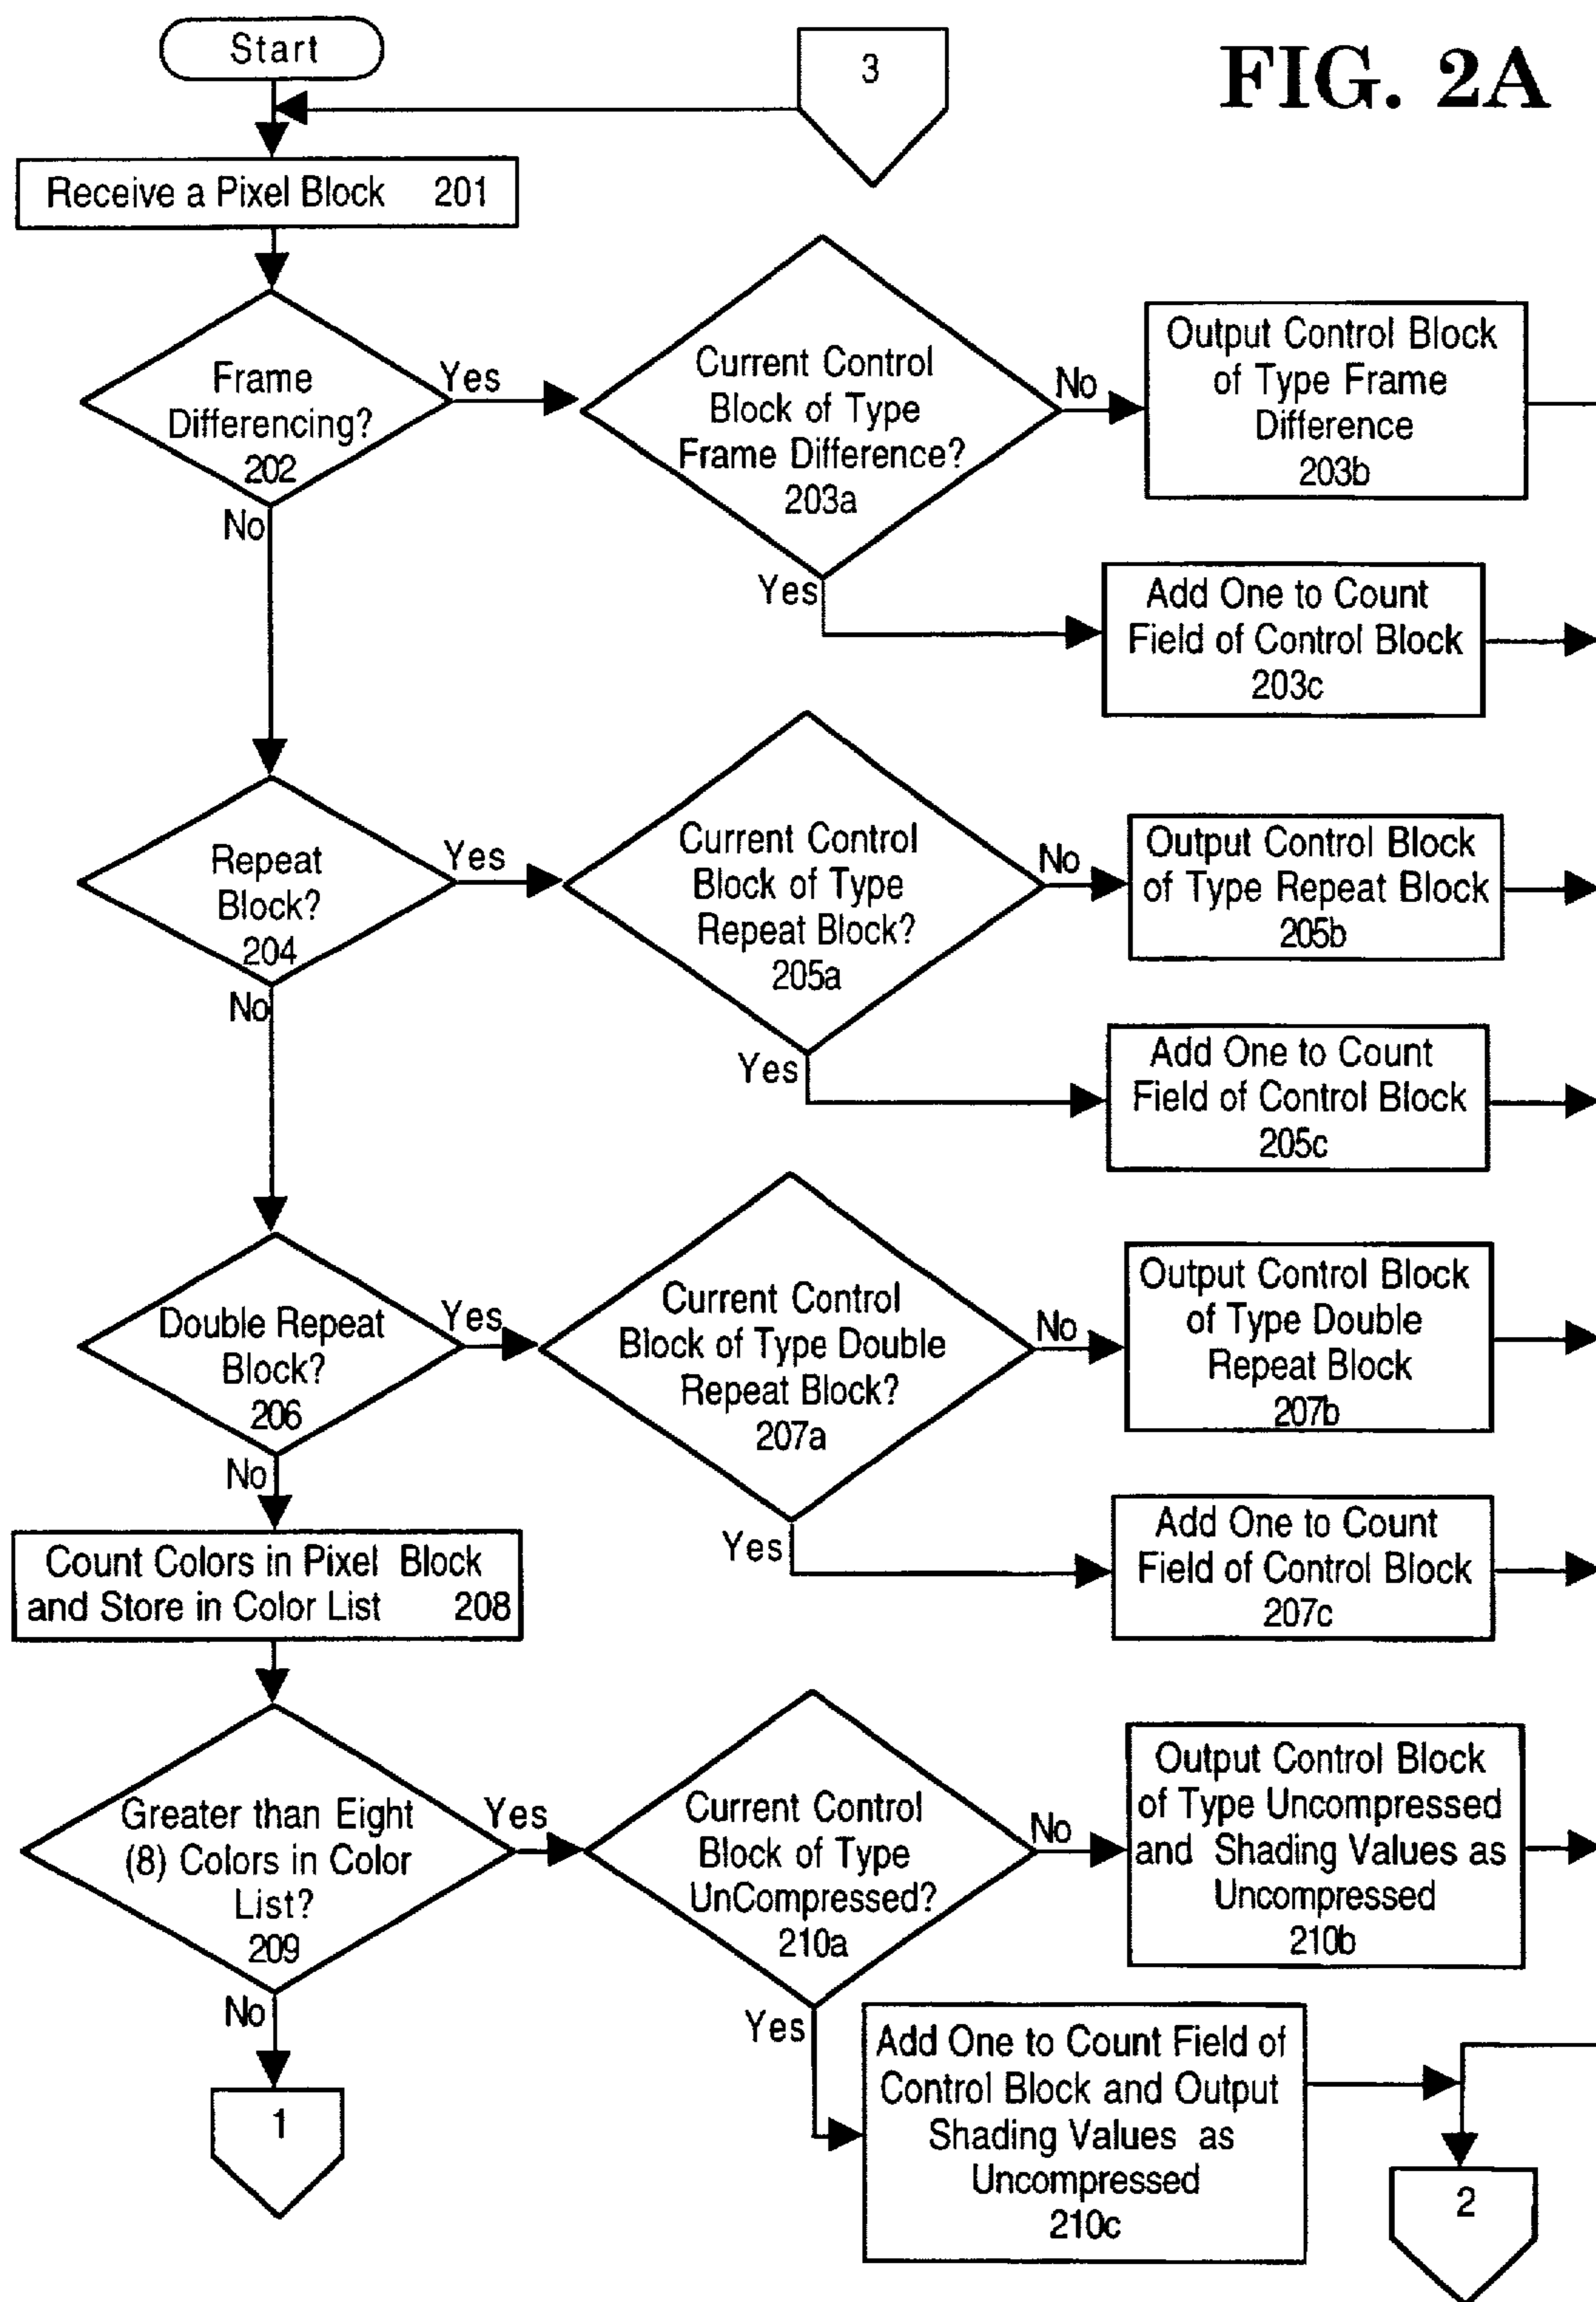 FIG. 2A
Start
3
Receive a Pixel Block 201
Frame
Differencing?
202
Yes
No
Current Control
Block of Type
Frame Difference?
203a
No
Yes
Output Control Block
of Type Frame
Difference
203b
Add One to Count
Field of Control Block
203c
Repeat
Block?
204
Yes
No
Current Control
Block of Type
Repeat Block?
205a
No
Yes
Output Control Block
of Type Repeat Block
205b
Add One to Count
Field of Control Block
205c
Double Repeat
Block?
206
Yes
No
Current Control
Block of Type Double
Repeat Block?
207a
No
Yes
Output Control Block
of Type Double
Repeat Block
207b
Add One to Count
Field of Control Block
207c
Count Colors in Pixel Block
and Store in Color List 208
Greater than Eight
(8) Colors in Color
List?
209
Yes
No
Current Control
Block of Type
UnCompressed?
210a
No
Yes
Output Control Block
of Type Uncompressed
and Shading Values as
Uncompressed
210b
Add One to Count Field of
Control Block and Output
Shading Values as
Uncompressed
210c
1
2